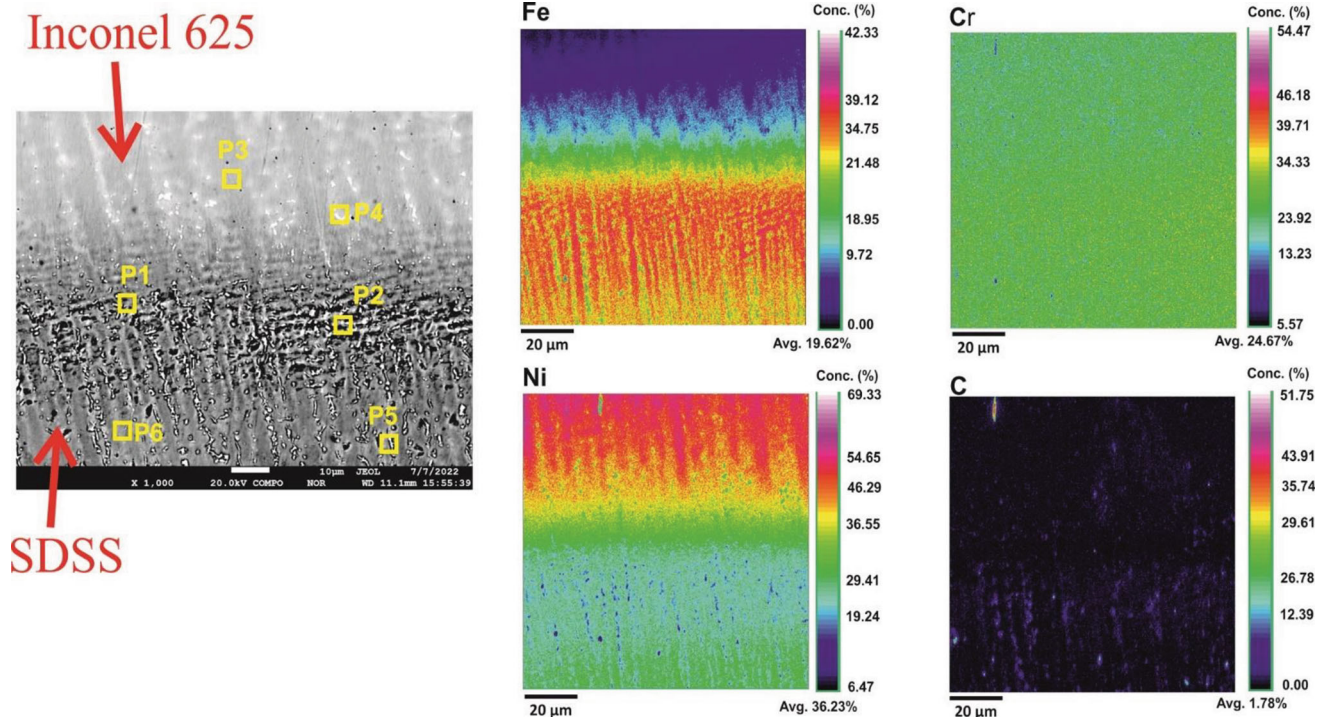 Inconel 625
P3
P4
P1
P2
P5
P6
10µm JEOL 7/7/2022
X 1,000 20.0kV COMPO NOR WD 11.1mm 15:55:39
SDSS
Fe
Conc. (%)
42.33
39.12
34.75
21.48
18.95
9.72
0.00
20 µm
Avg. 19.62%
Cr
Conc. (%)
54.47
46.18
39.71
34.33
23.92
13.23
5.57
20 µm
Avg. 24.67%
Ni
Conc. (%)
69.33
54.65
46.29
36.55
29.41
19.24
6.47
20 µm
Avg. 36.23%
C
Conc. (%)
51.75
43.91
35.74
29.61
26.78
12.39
0.00
20 µm
Avg. 1.78%